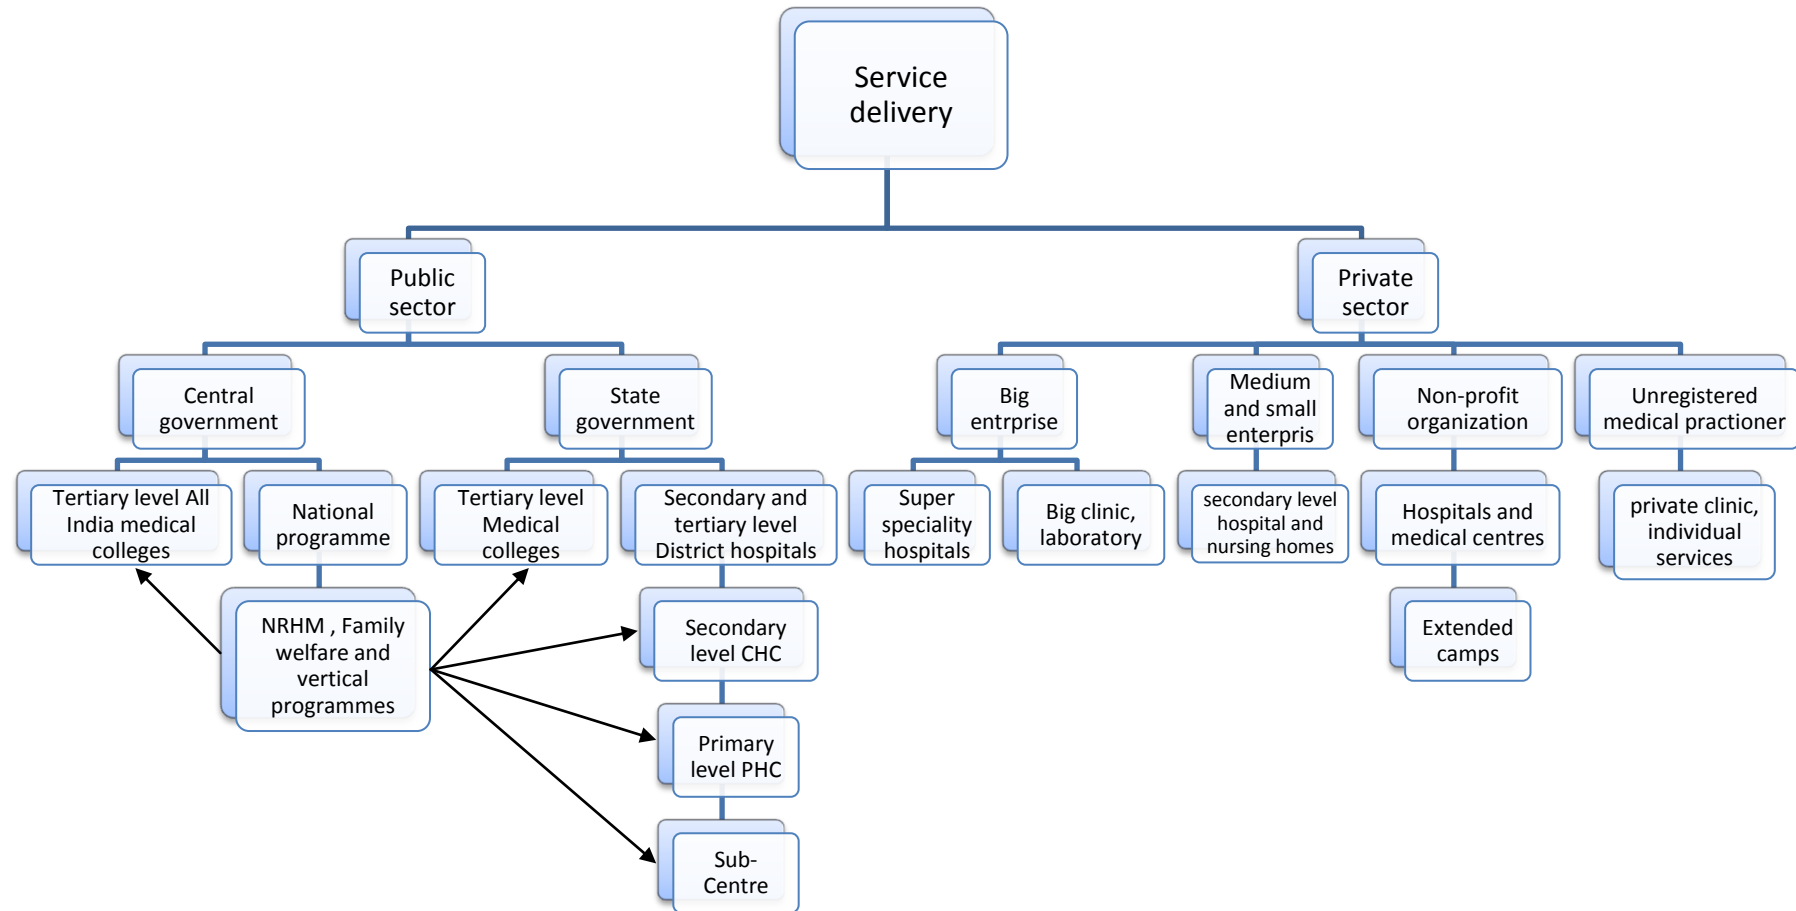 Service
delivery
Public
sector
Private
sector
Central
government
State
government
Big
entrprise
Medium
and small
enterpris
Non-profit
organization
Unregistered
medical practioner
Tertiary level All
India medical
colleges
National
programme
Tertiary level
Medical
colleges
Secondary and
tertiary level
District hospitals
Super
speciality
hospitals
Big clinic,
laboratory
secondary level
hospital and
nursing homes
Hospitals and
medical centres
private clinic,
individual
services
NRHM , Family
welfare and
vertical
programmes
Secondary
level CHC
Extended
camps
Primary
level PHC
Sub-
Centre